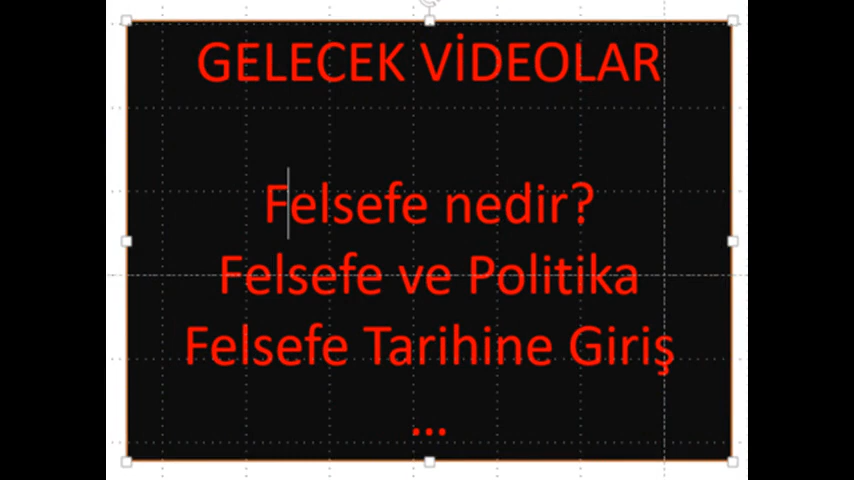 GELECEK VİDEOLAR
Felsefe nedir?
Felsefe ve Politika
Felsefe Tarihine Giriş
...